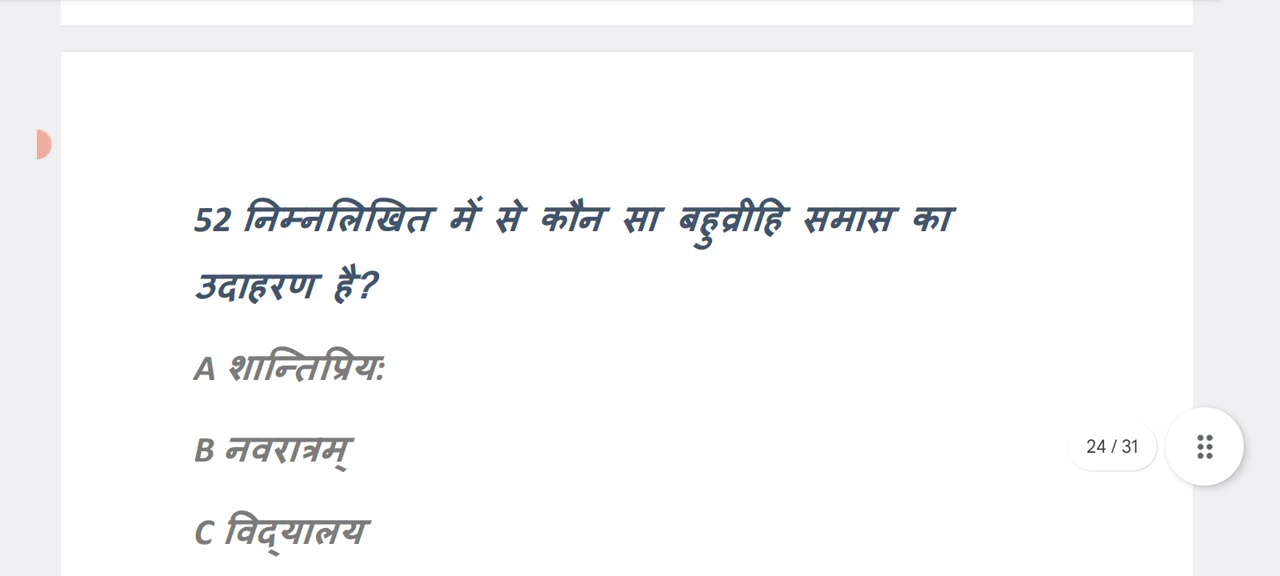 52 निम्नलिखित में से कौन सा बहुव्रीहि समास का
उदाहरण है?
A शान्तिप्रियः
B नवरात्रम्
C विद्‌यालय
24 / 31